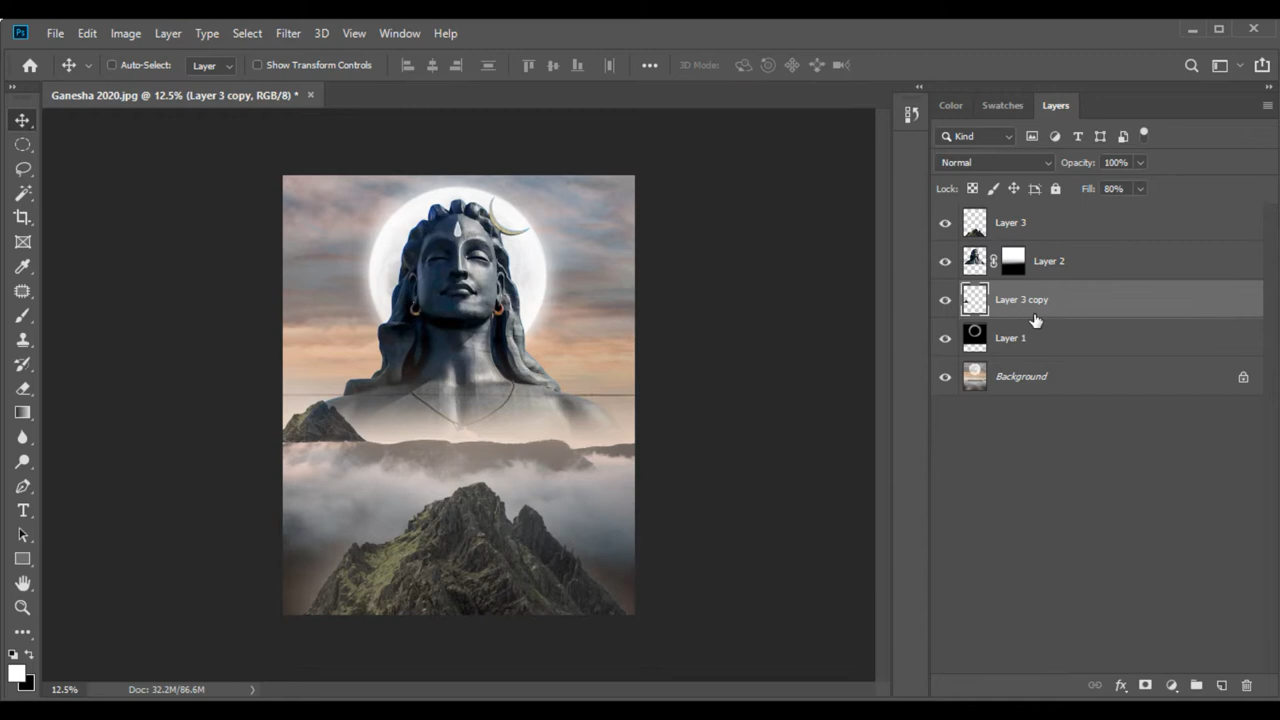 Ps File Edit Image Layer Type Select Filter 3D View Window Help
Auto-Select: Layer Show Transform Controls 3D Mode:
Ganesha 2020.jpg @ 12.5% (Layer 3 copy, RGB/8) *
Color Swatches Layers
Kind
Normal Opacity: 100%
Lock: Fill: 80%
Layer 3
Layer 2
Layer 3 copy
Layer 1
Background
12.5% Doc: 32.2M/86.6M